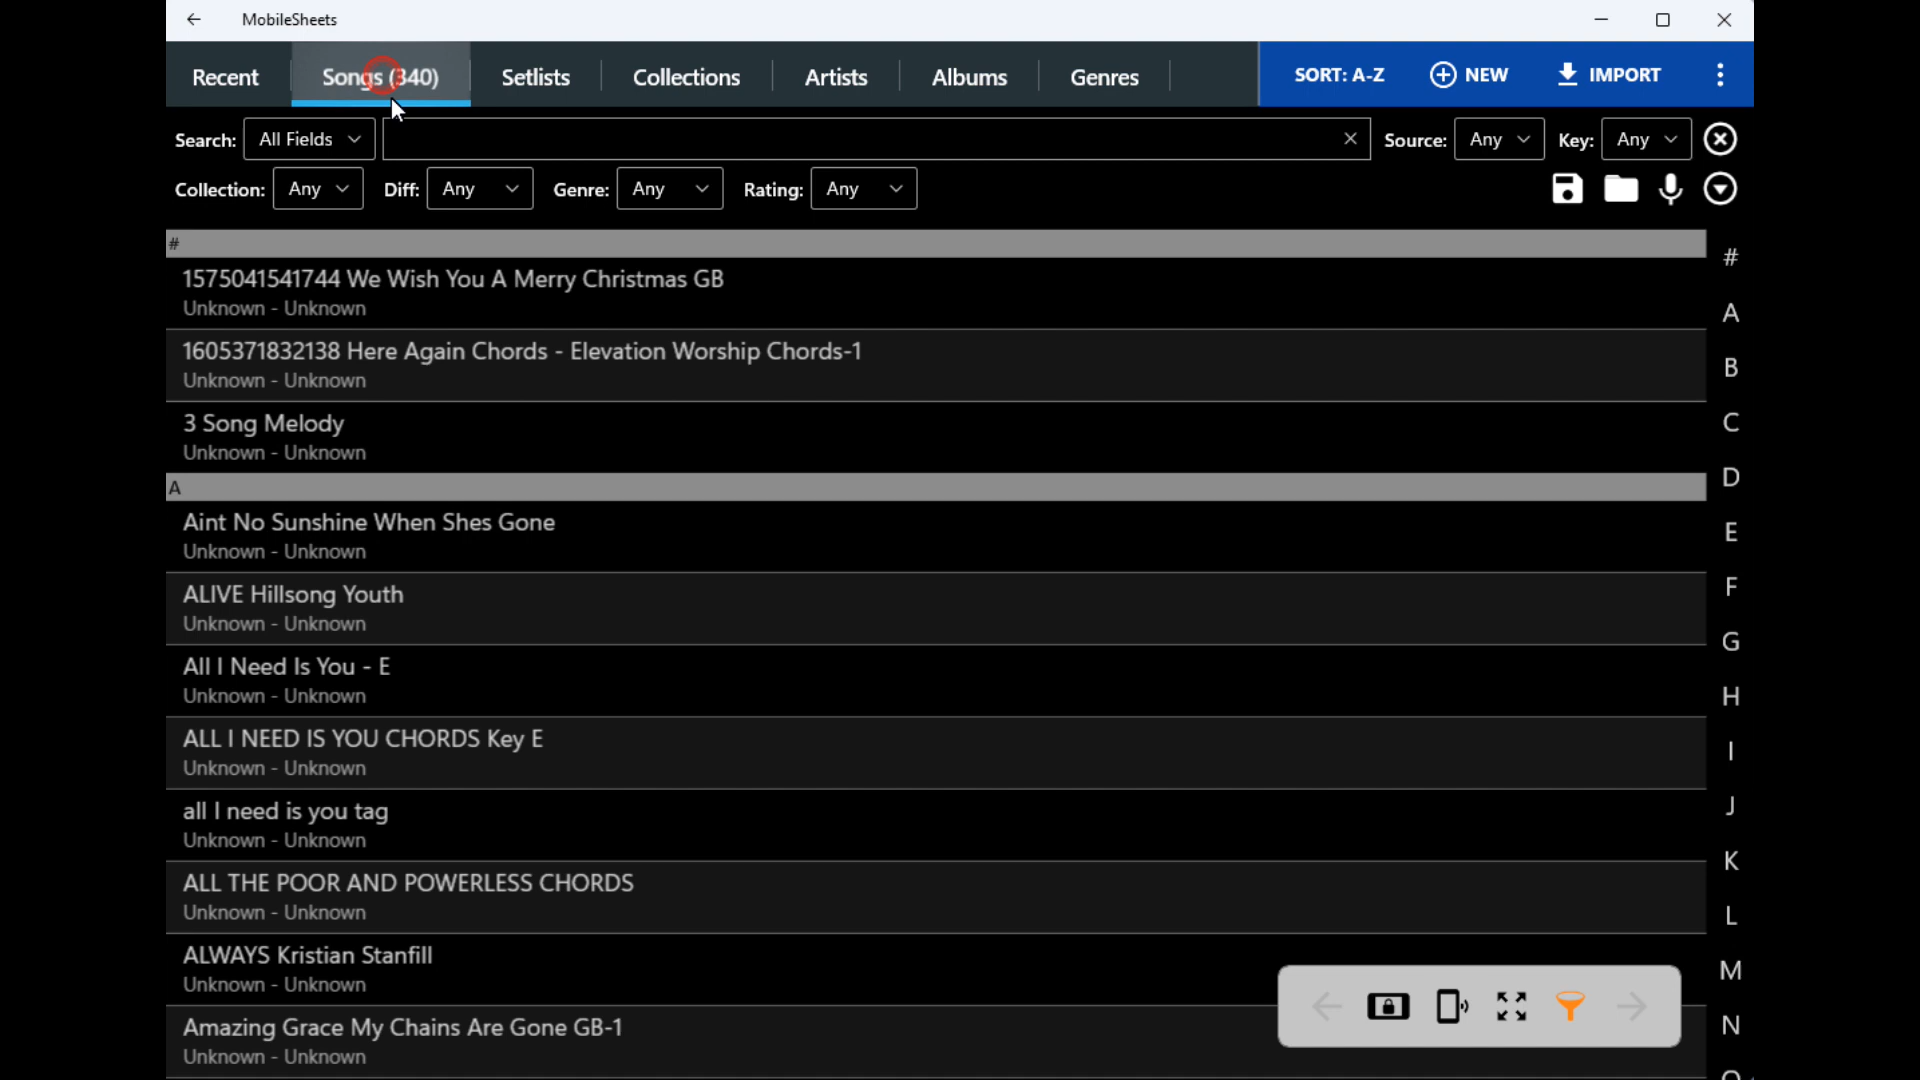 MobileSheets
Recent Songs (340) Setlists Collections Artists Albums Genres SORT: A-Z NEW IMPORT
Search: All Fields Source: Any Key: Any
Collection: Any Diff: Any Genre: Any Rating: Any
#
1575041541744 We Wish You A Merry Christmas GB
Unknown - Unknown
1605371832138 Here Again Chords - Elevation Worship Chords-1
Unknown - Unknown
3 Song Melody
Unknown - Unknown
A
Aint No Sunshine When Shes Gone
Unknown - Unknown
ALIVE Hillsong Youth
Unknown - Unknown
All I Need Is You - E
Unknown - Unknown
ALL I NEED IS YOU CHORDS Key E
Unknown - Unknown
all I need is you tag
Unknown - Unknown
ALL THE POOR AND POWERLESS CHORDS
Unknown - Unknown
ALWAYS Kristian Stanfill
Unknown - Unknown
Amazing Grace My Chains Are Gone GB-1
Unknown - Unknown
#
A
B
C
D
E
F
G
H
I
J
K
L
M
N